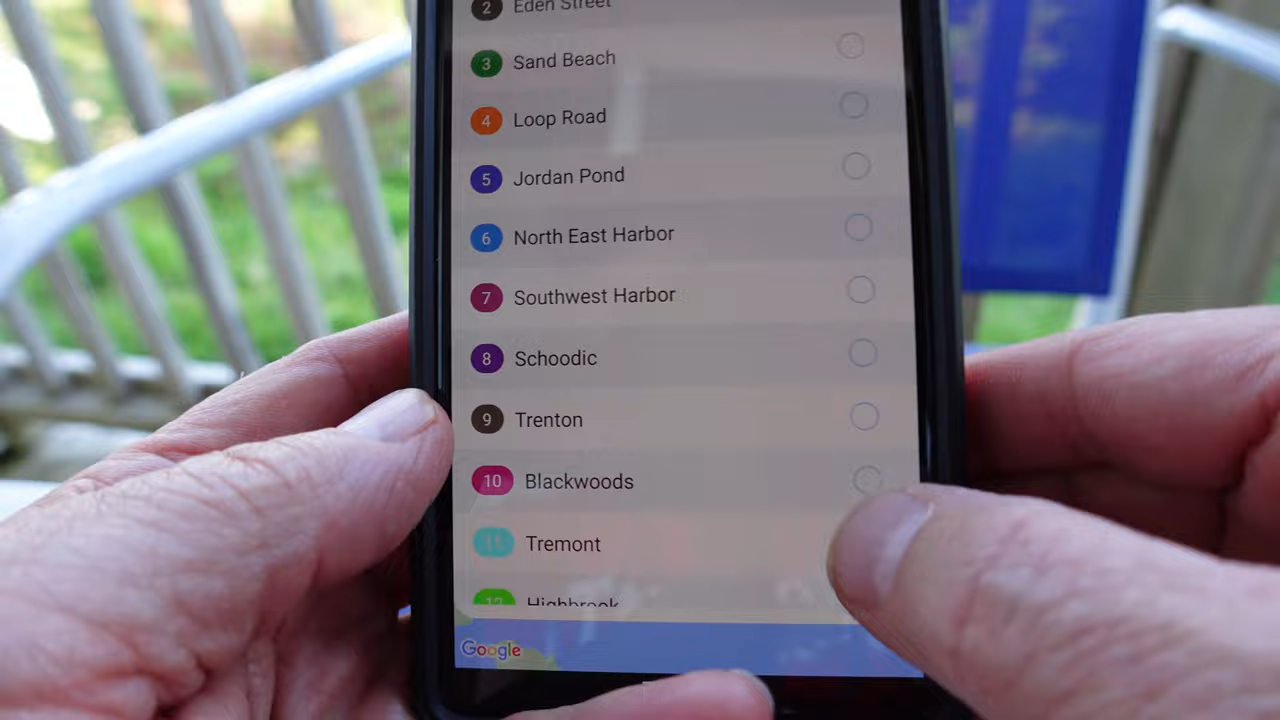 2 Eden Street
3 Sand Beach
4 Loop Road
5 Jordan Pond
6 North East Harbor
7 Southwest Harbor
8 Schoodic
9 Trenton
10 Blackwoods
11 Tremont
12 Highbrook
Google